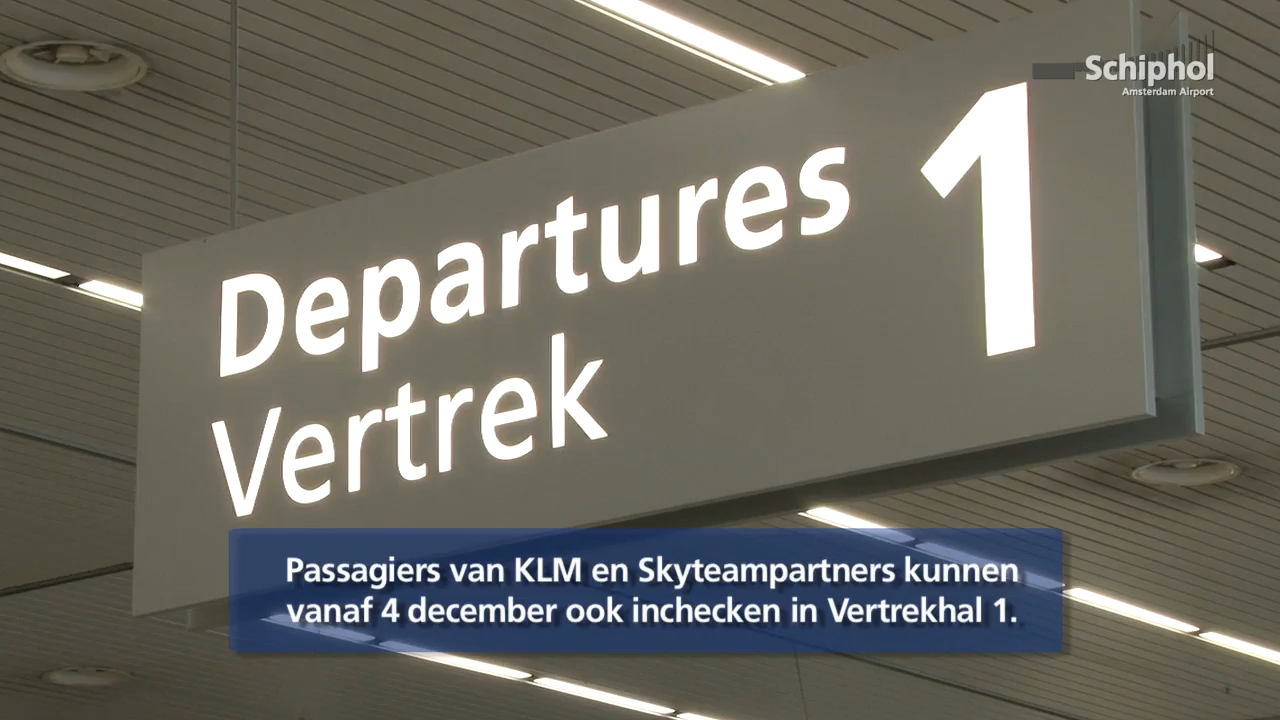 Schiphol
Amsterdam Airport
Departures 1
Vertrek
Passagiers van KLM en Skyteampartners kunnen
vanaf 4 december ook inchecken in Vertrekhal 1.